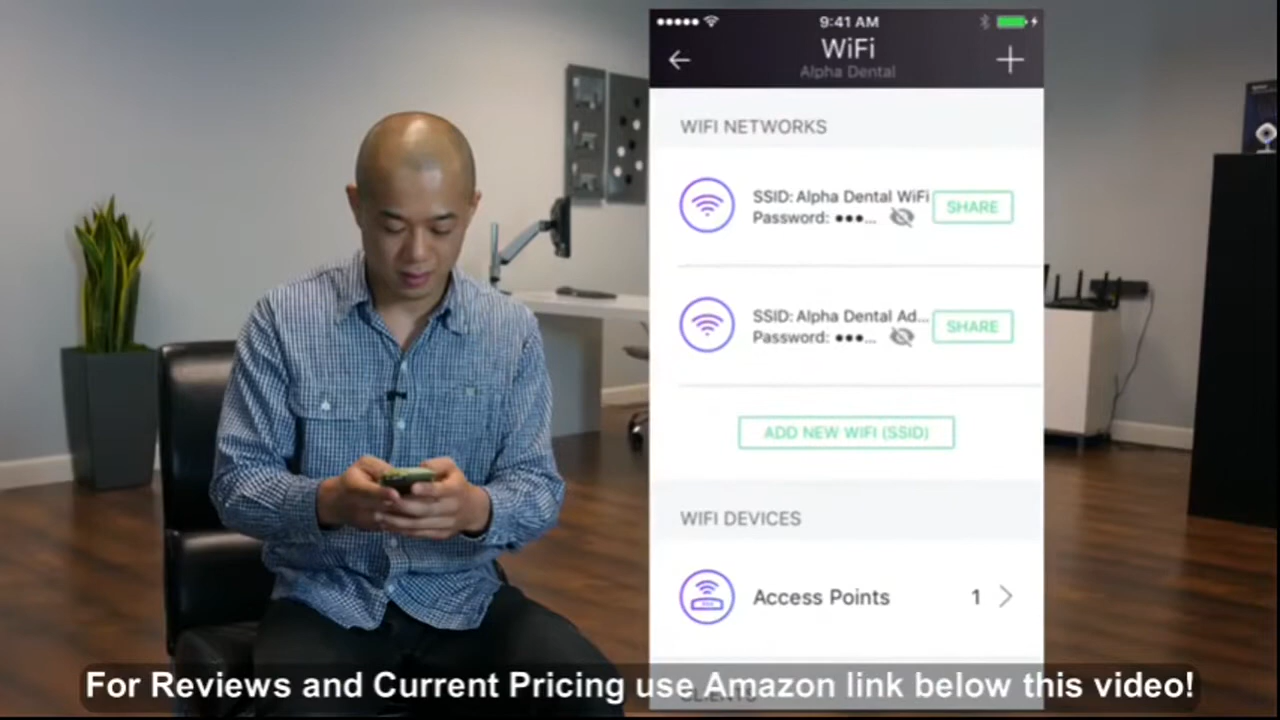 9:41 AM
WiFi
Alpha Dental
WIFI NETWORKS
SSID: Alpha Dental WiFi
Password: ●●●...
SHARE
SSID: Alpha Dental Ad...
Password: ●●●...
SHARE
ADD NEW WIFI (SSID)
WIFI DEVICES
Access Points 1
CLIENTS
For Reviews and Current Pricing use Amazon link below this video!